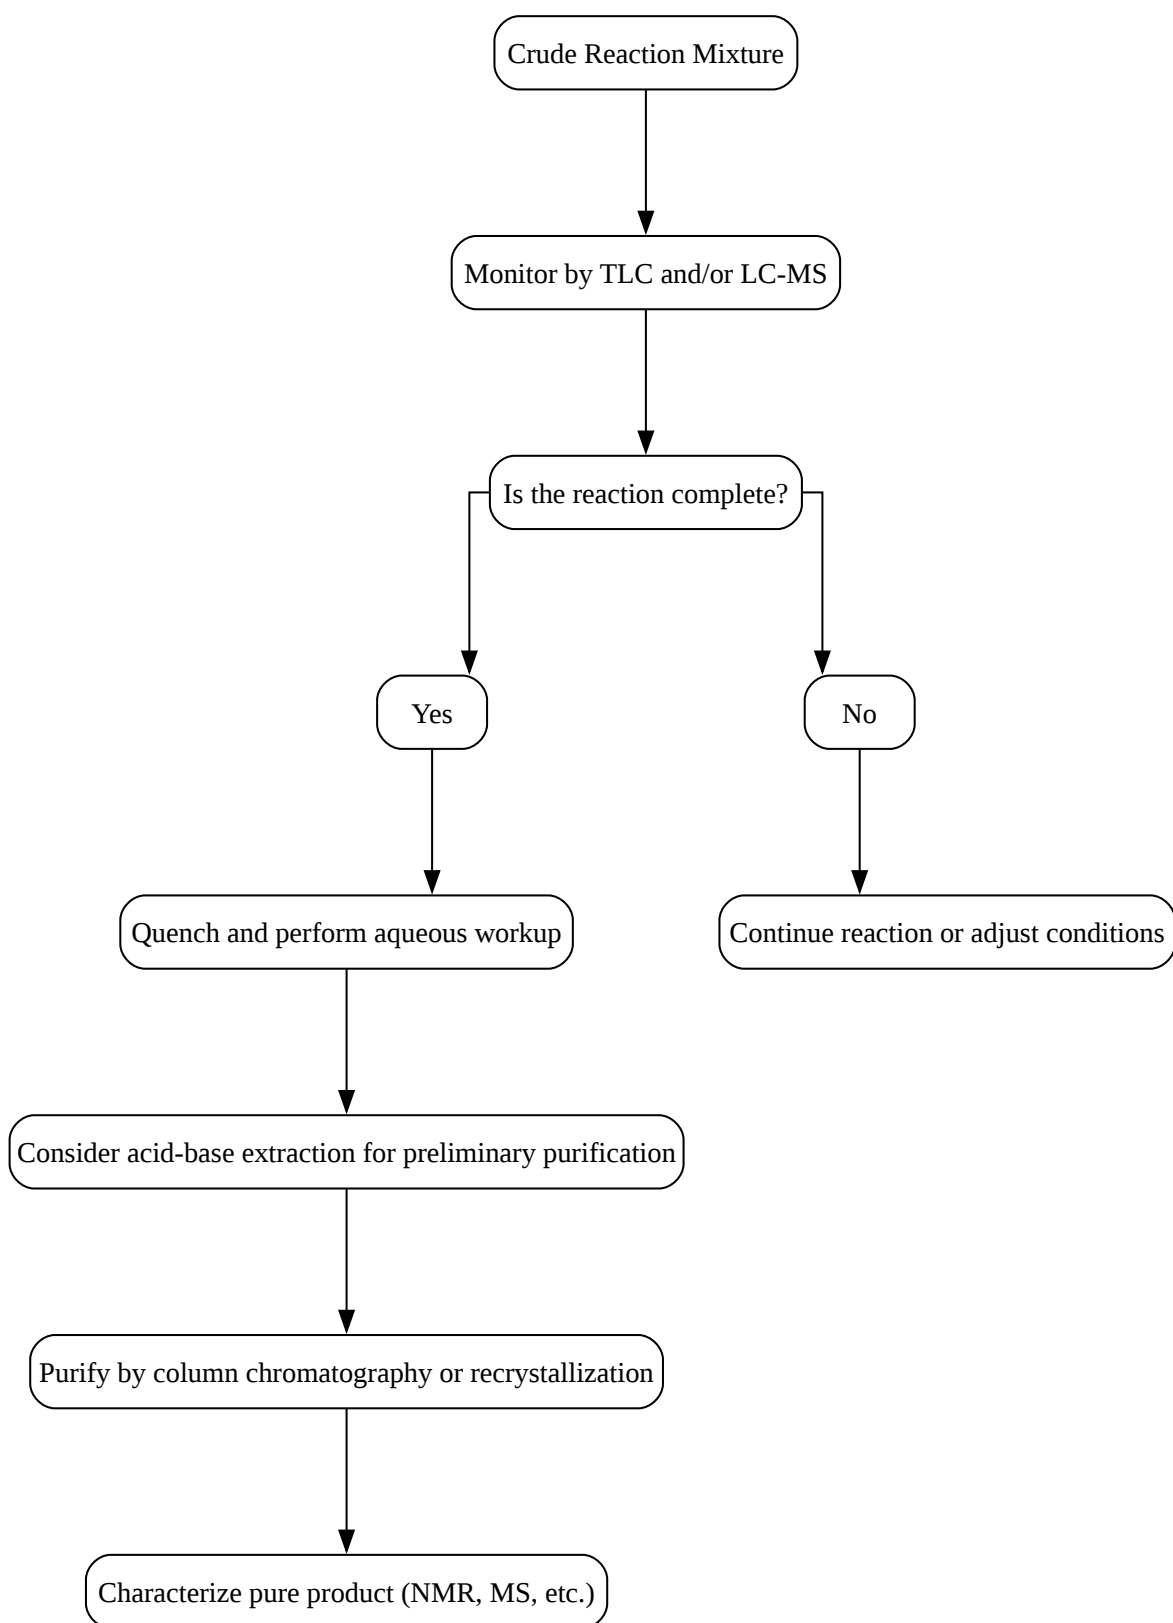 Crude Reaction Mixture
Monitor by TLC and/or LC-MS
Is the reaction complete?
Yes
No
Quench and perform aqueous workup
Continue reaction or adjust conditions
Consider acid-base extraction for preliminary purification
Purify by column chromatography or recrystallization
Characterize pure product (NMR, MS, etc.)